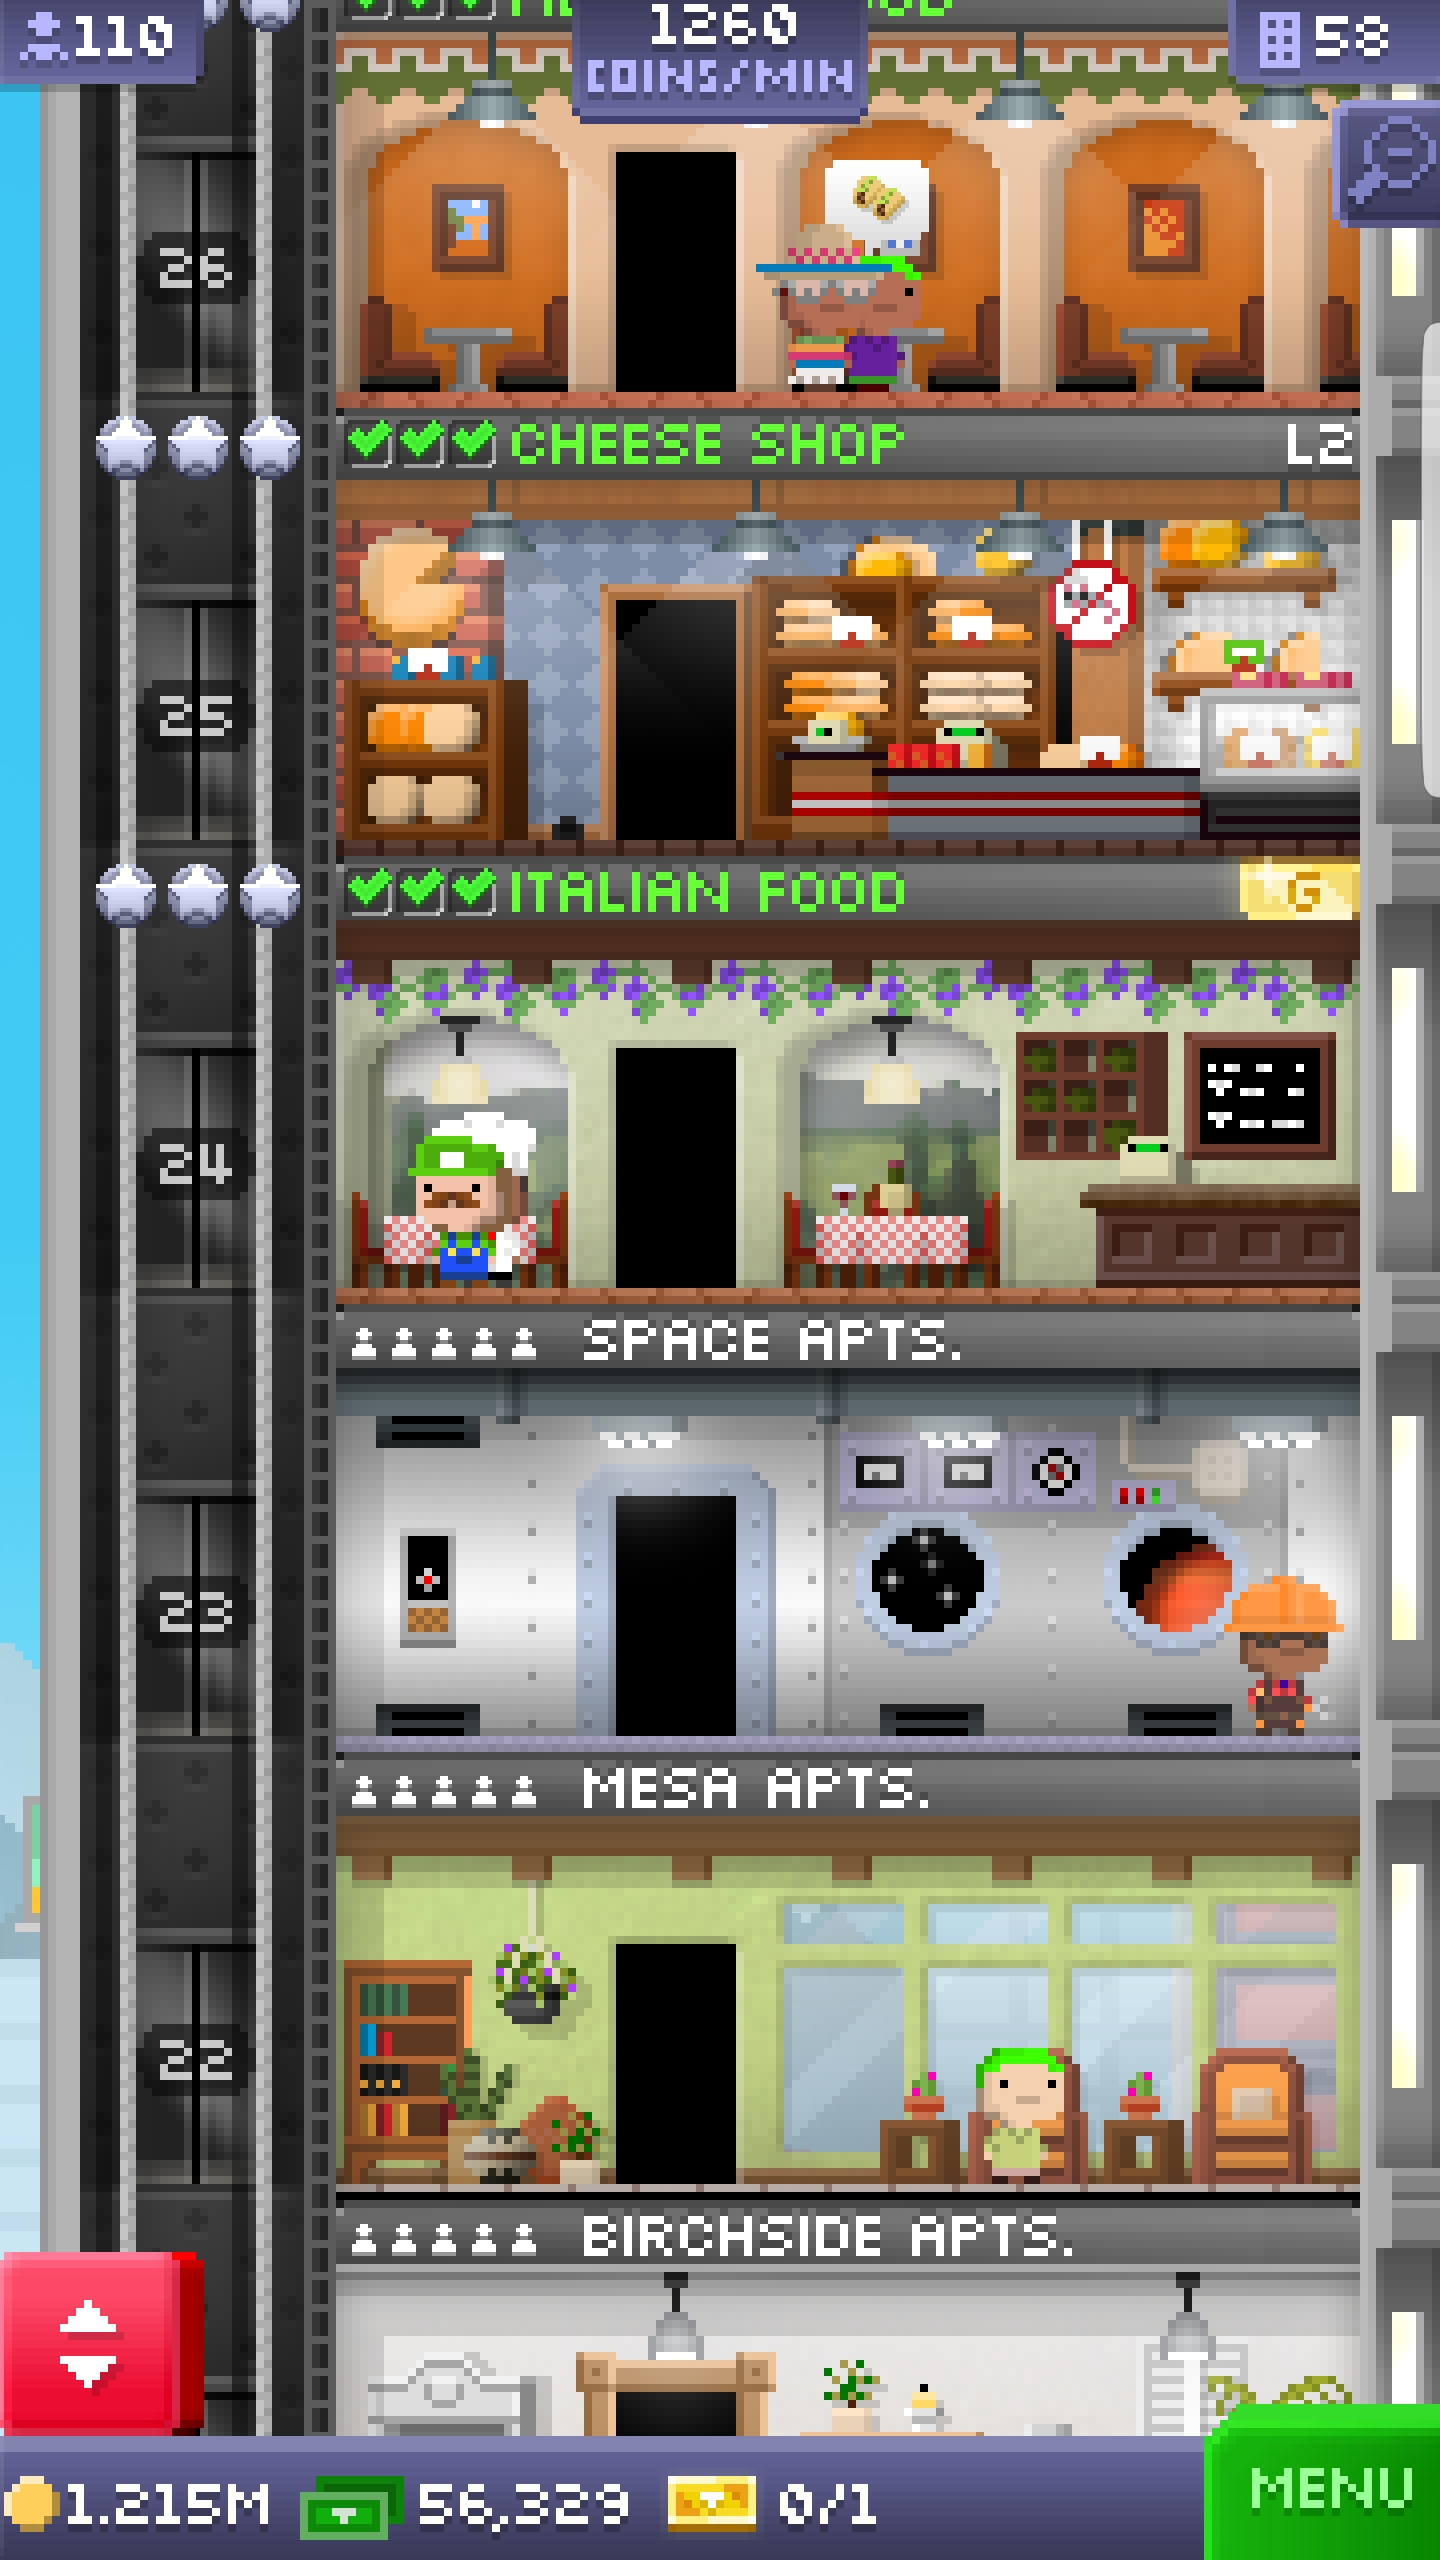 110
1260
COINS/MIN
58
26
CHEESE SHOP L2
25
ITALIAN FOOD G
24
SPACE APTS.
23
MESA APTS.
22
BIRCHSIDE APTS.
1.215M 56,329 0/1
MENU